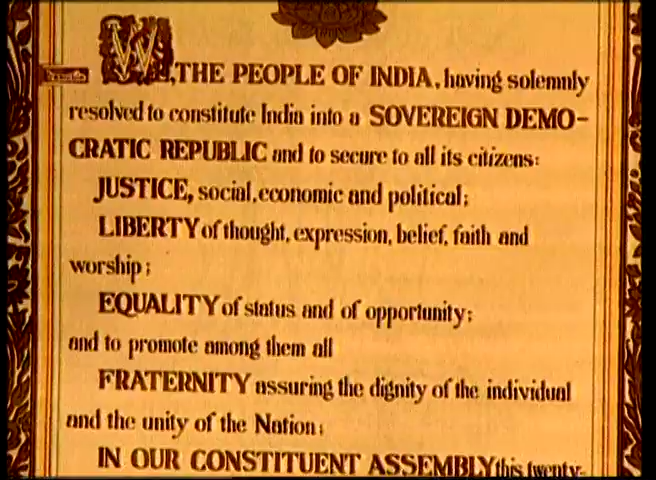 WE, THE PEOPLE OF INDIA, having solemnly
resolved to constitute India into a SOVEREIGN DEMO-
CRATIC REPUBLIC and to secure to all its citizens:
JUSTICE, social, economic and political;
LIBERTY of thought, expression, belief, faith and
worship;
EQUALITY of status and of opportunity;
and to promote among them all
FRATERNITY assuring the dignity of the individual
and the unity of the Nation;
IN OUR CONSTITUENT ASSEMBLY this twenty-